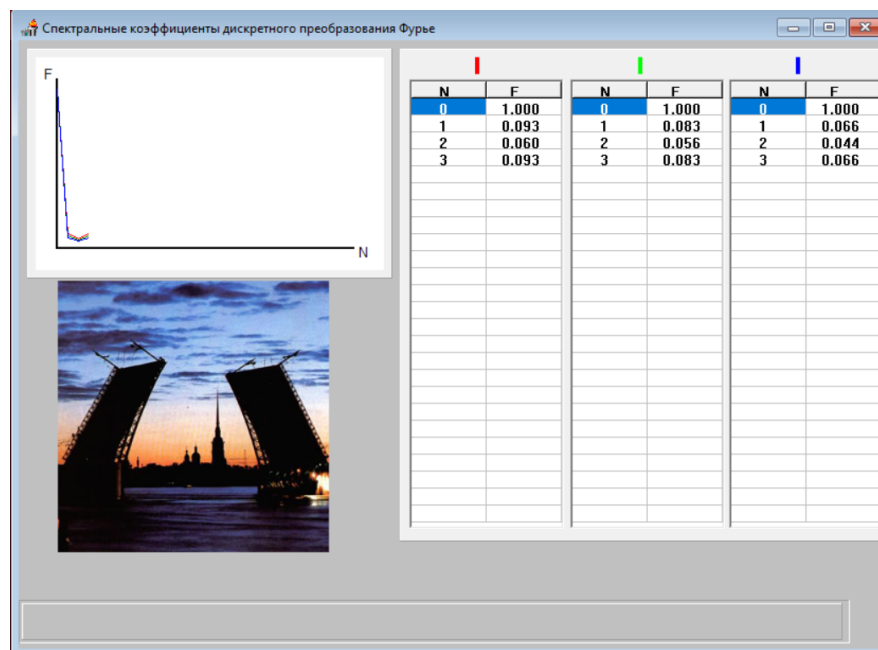 Спектральные коэффициенты дискретного преобразования Фурье
F
N
N F
0 1.000
1 0.093
2 0.060
3 0.093
N F
0 1.000
1 0.083
2 0.056
3 0.083
N F
0 1.000
1 0.066
2 0.044
3 0.066